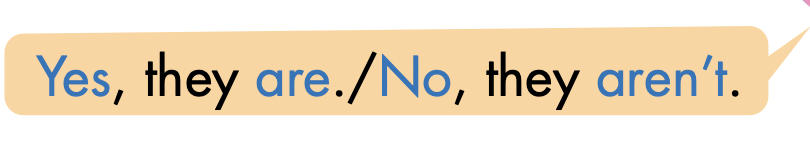 Yes, they are./No, they aren’t.